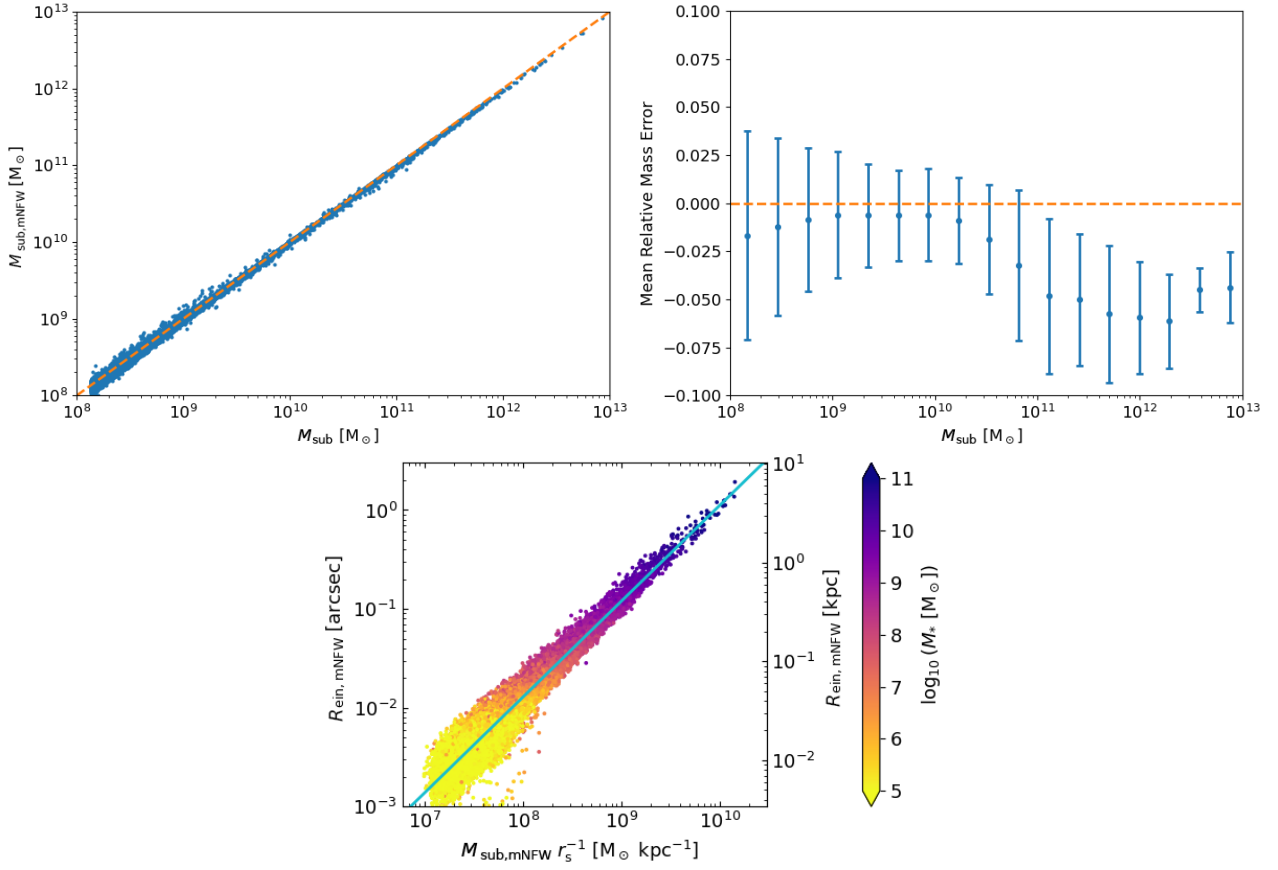 10^13
10^12
10^11
10^10
10^9
10^8
M_sub,mNFW [M_⊙]
10^8 10^9 10^10 10^11 10^12 10^13
M_sub [M_⊙]
0.100
0.075
0.050
0.025
0.000
−0.025
−0.050
−0.075
−0.100
Mean Relative Mass Error
10^8 10^9 10^10 10^11 10^12 10^13
M_sub [M_⊙]
10^0
10^−1
10^−2
10^−3
R_ein, mNFW [arcsec]
10^7 10^8 10^9 10^10
M_sub,mNFW r_s^−1 [M_⊙ kpc^−1]
10^1
10^0
10^−1
10^−2
R_ein, mNFW [kpc]
11
10
9
8
7
6
5
log_10 (M_* [M_⊙])